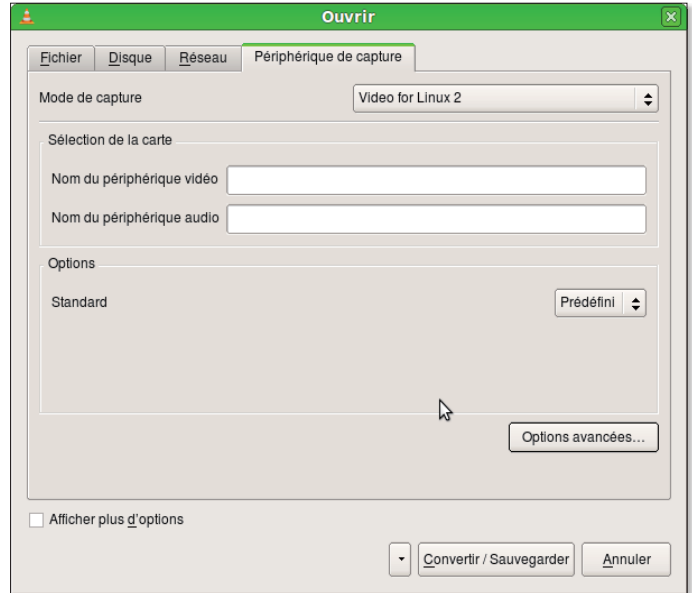 Ouvrir
Fichier Disque Réseau Périphérique de capture
Mode de capture Video for Linux 2
Sélection de la carte
Nom du périphérique vidéo
Nom du périphérique audio
Options
Standard Prédéfini
Options avancées...
Afficher plus d'options
Convertir / Sauvegarder Annuler